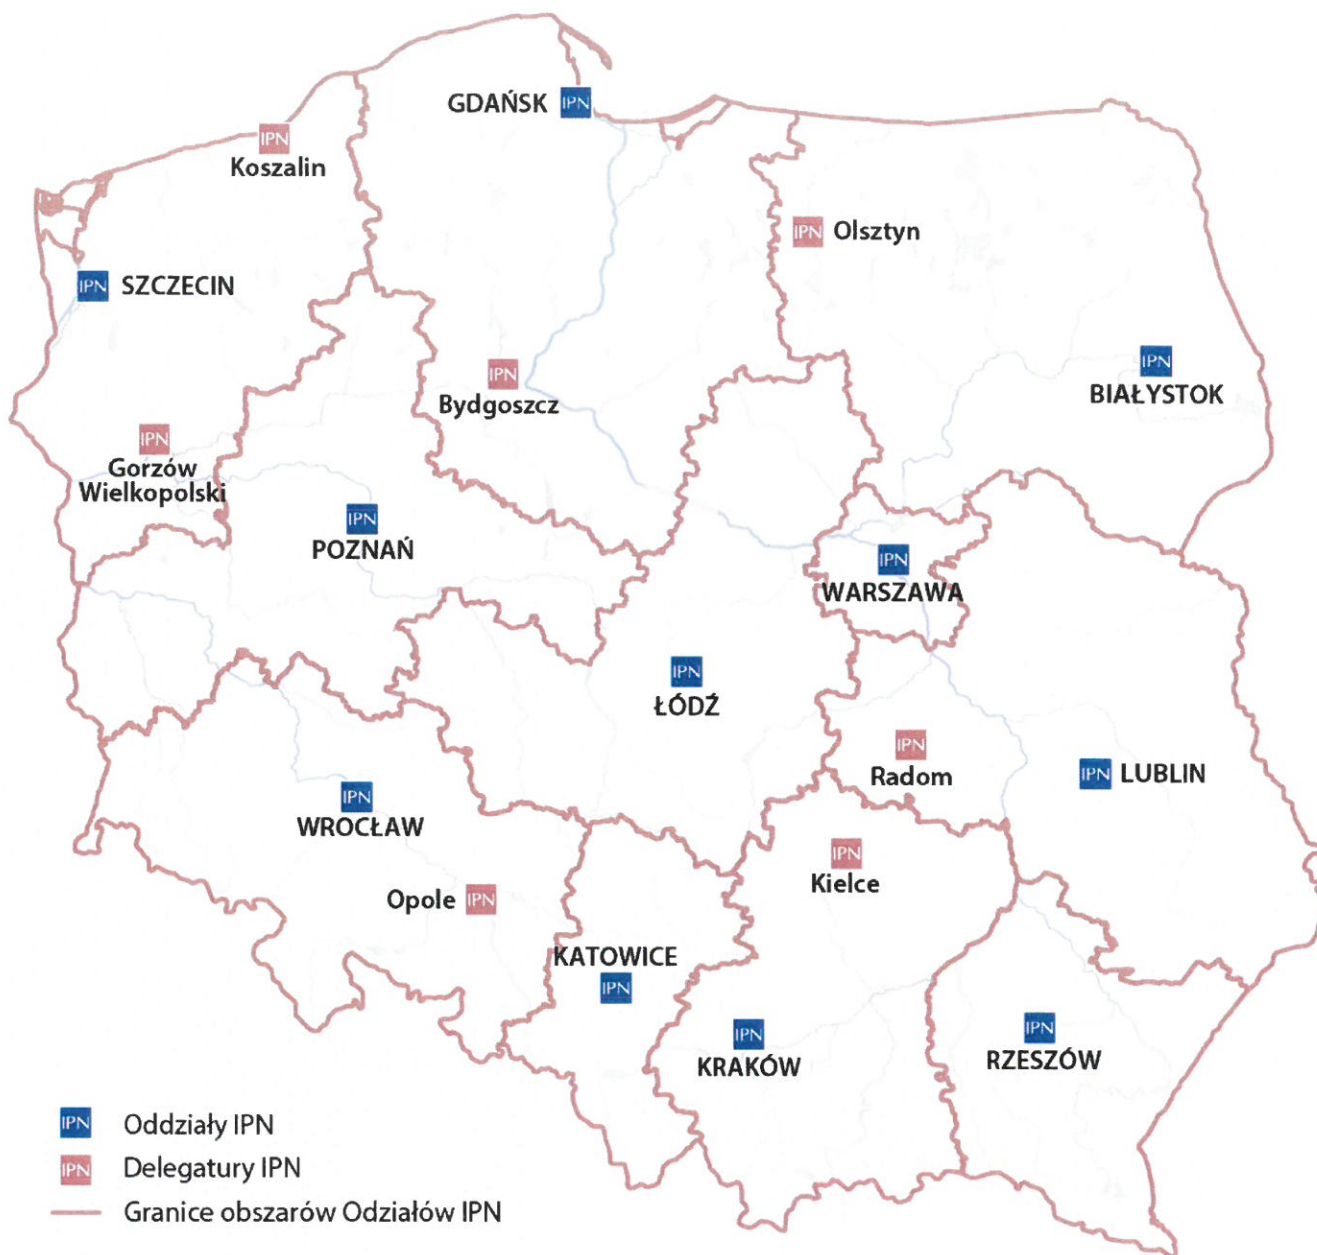 GDAŃSK IPN
IPN
Koszalin
IPN Olsztyn
IPN SZCZECIN
IPN
BIAŁYSTOK
IPN
Bydgoszcz
IPN
Gorzów
Wielkopolski
IPN
POZNAŃ
IPN
WARSZAWA
IPN
ŁÓDŹ
IPN
Radom
IPN LUBLIN
IPN
WROCŁAW
IPN
Kielce
Opole IPN
KATOWICE
IPN
IPN
KRAKÓW
IPN
RZESZÓW
IPN Oddziały IPN
IPN Delegatury IPN
Granice obszarów Odziałów IPN